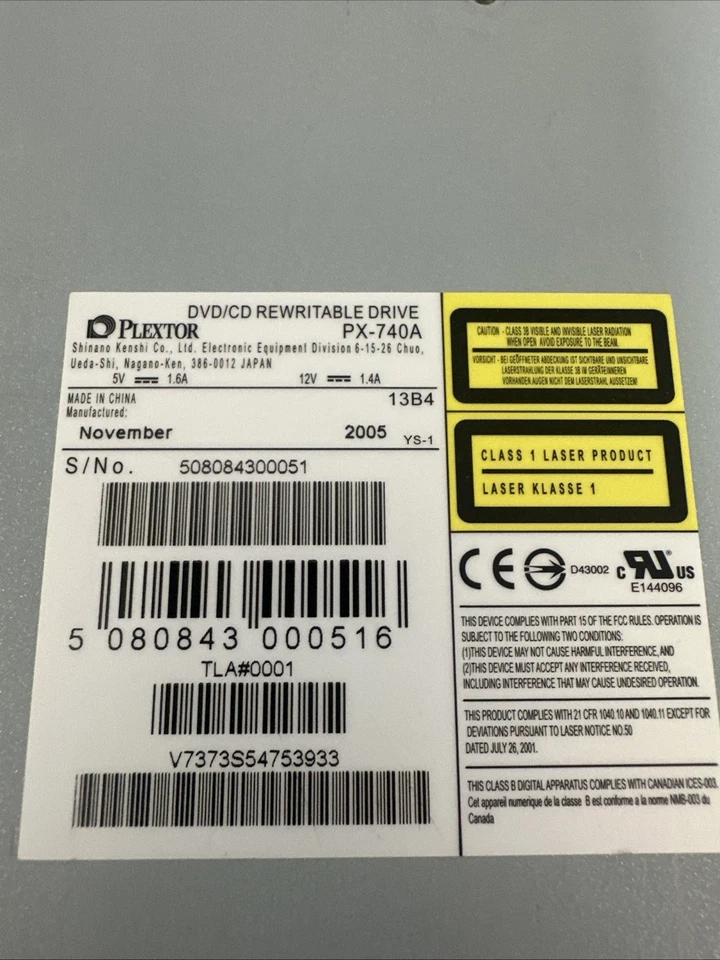 DVD/CD REWRITABLE DRIVE
PLEXTOR PX-740A
Shinano Kenshi Co., Ltd. Electronic Equipment Division 6-15-26 Chuo,
Ueda-Shi, Nagano-Ken, 386-0012 JAPAN
5V 1.6A 12V 1.4A
MADE IN CHINA 13B4
Manufactured:
November 2005 YS-1
S/No. 508084300051
5 080843 000516
TLA#0001
V7373S54753933
CAUTION - CLASS 3B VISIBLE AND INVISIBLE LASER RADIATION
WHEN OPEN AVOID EXPOSURE TO THE BEAM.
VORSICHT - BEI GEÖFFNETER ABDECKUNG IST SICHTBARE UND UNSICHTBARE
LASERSTRAHLUNG DER KLASSE 3B IM GERÄTEINNEREN
VORHANDEN AUGEN NICHT DEM LASERSTRAHL AUSSETZEN!
CLASS 1 LASER PRODUCT
LASER KLASSE 1
CE D43002 c RU US
E144096
THIS DEVICE COMPLIES WITH PART 15 OF THE FCC RULES. OPERATION IS
SUBJECT TO THE FOLLOWING TWO CONDITIONS:
(1)THIS DEVICE MAY NOT CAUSE HARMFUL INTERFERENCE, AND
(2)THIS DEVICE MUST ACCEPT ANY INTERFERENCE RECEIVED,
INCLUDING INTERFERENCE THAT MAY CAUSE UNDESIRED OPERATION.
THIS PRODUCT COMPLIES WITH 21 CFR 1040.10 AND 1040.11 EXCEPT FOR
DEVIATIONS PURSUANT TO LASER NOTICE NO.50
DATED JULY 26, 2001.
THIS CLASS B DIGITAL APPARATUS COMPLIES WITH CANADIAN ICES-003.
Cet appareil numerique de la classe B est conforme a la norme NMB-003 du
Canada